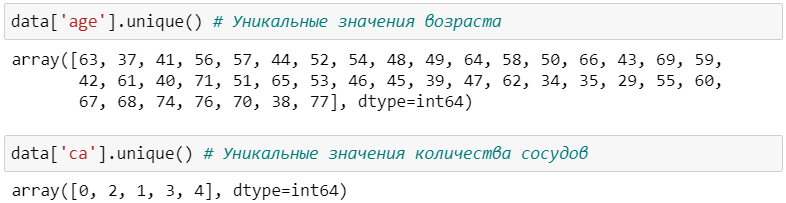 data['age'].unique() # Уникальные значения возраста
array([63, 37, 41, 56, 57, 44, 52, 54, 48, 49, 64, 58, 50, 66, 43, 69, 59,
42, 61, 40, 71, 51, 65, 53, 46, 45, 39, 47, 62, 34, 35, 29, 55, 60,
67, 68, 74, 76, 70, 38, 77], dtype=int64)
data['ca'].unique() # Уникальные значения количества сосудов
array([0, 2, 1, 3, 4], dtype=int64)